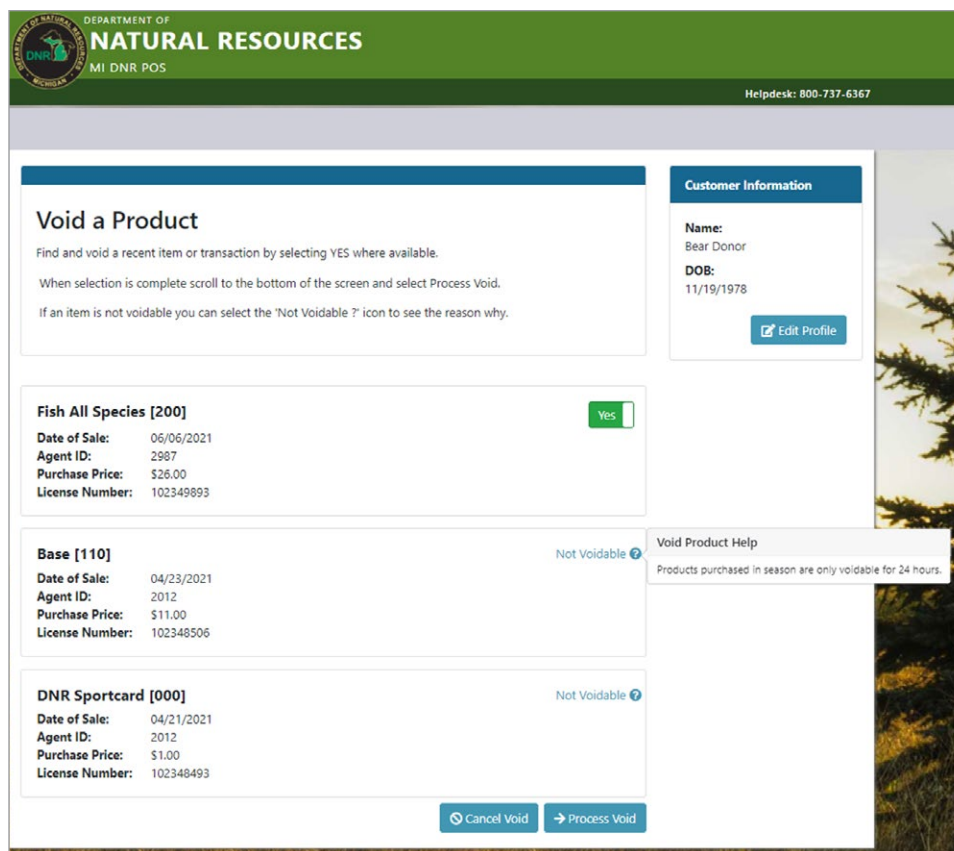 DEPARTMENT OF
NATURAL RESOURCES
MI DNR POS
DEPARTMENT OF NATURAL RESOURCES
DNR
MICHIGAN
Helpdesk: 800-737-6367
Void a Product
Find and void a recent item or transaction by selecting YES where available.
When selection is complete scroll to the bottom of the screen and select Process Void.
If an item is not voidable you can select the 'Not Voidable ?' icon to see the reason why.
Customer Information
Name:
Bear Donor
DOB:
11/19/1978
Edit Profile
Fish All Species [200]
Yes
Date of Sale: 06/06/2021
Agent ID: 2987
Purchase Price: $26.00
License Number: 102349893
Base [110]
Not Voidable ?
Date of Sale: 04/23/2021
Agent ID: 2012
Purchase Price: $11.00
License Number: 102348506
Void Product Help
Products purchased in season are only voidable for 24 hours.
DNR Sportcard [000]
Not Voidable ?
Date of Sale: 04/21/2021
Agent ID: 2012
Purchase Price: $1.00
License Number: 102348493
Cancel Void
Process Void